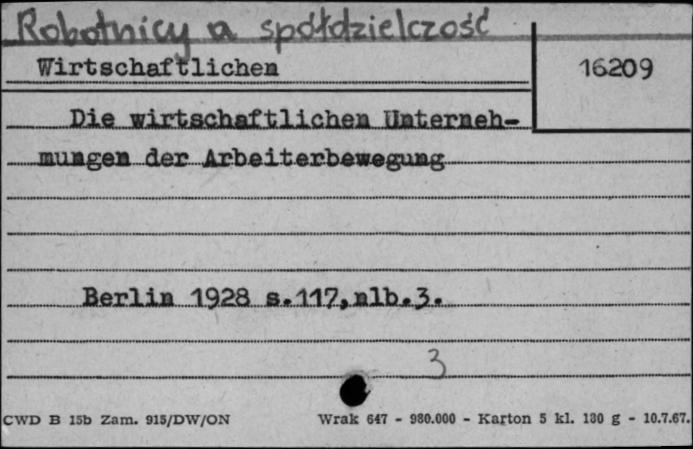 Robotnicy a spółdzielczość
Wirtschaftlichen
16209
Die wirtschaftlichen Unterneh-
mungen der Arbeiterbewegung
Berlin 1928 s.117,nlb.3.
3
CWD B 15b Zam. 915/DW/ON Wrak 647 - 980.000 - Karton 5 kl. 180 g - 10.7.67.